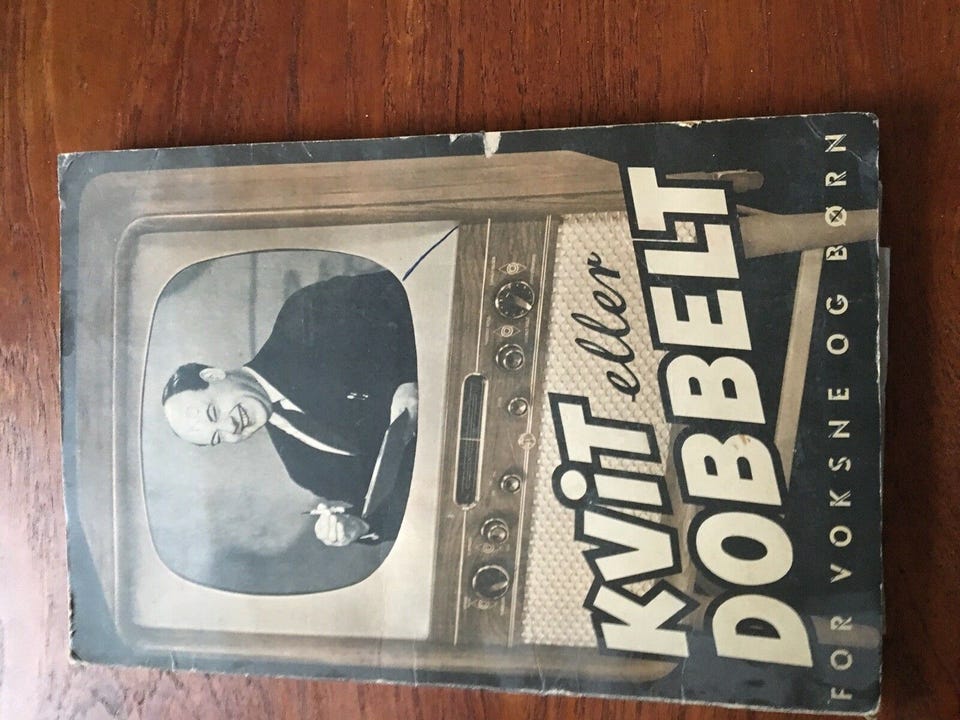 KViT eller
DOBBELT
FOR VOKSNE OG BØRN